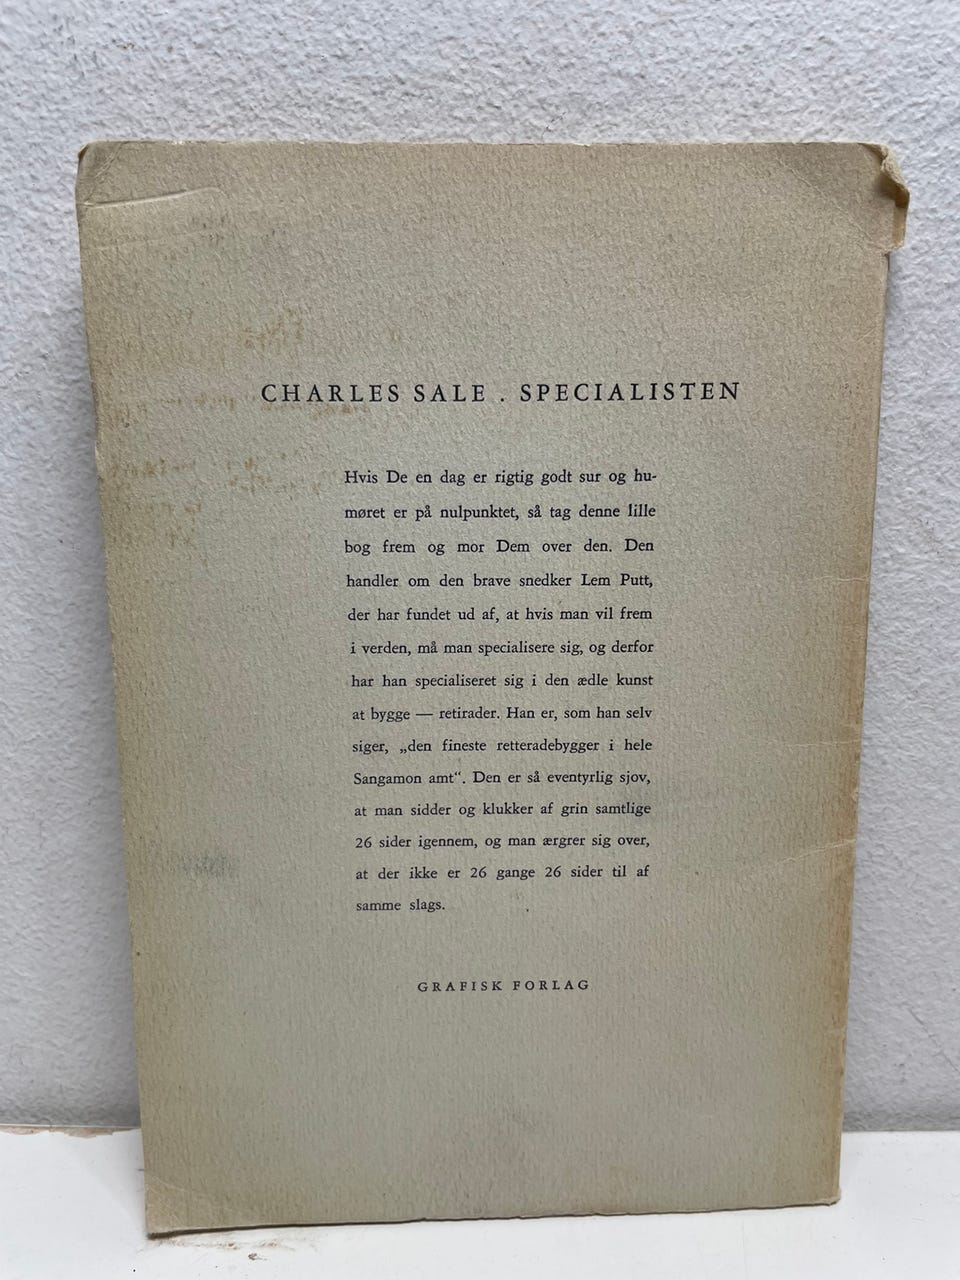 CHARLES SALE . SPECIALISTEN
Hvis De en dag er rigtig godt sur og hu-
møret er på nulpunktet, så tag denne lille
bog frem og mor Dem over den. Den
handler om den brave snedker Lem Putt,
der har fundet ud af, at hvis man vil frem
i verden, må man specialisere sig, og derfor
har han specialiseret sig i den ædle kunst
at bygge — retirader. Han er, som han selv
siger, „den fineste retteradebygger i hele
Sangamon amt“. Den er så eventyrlig sjov,
at man sidder og klukker af grin samtlige
26 sider igennem, og man ærgrer sig over,
at der ikke er 26 gange 26 sider til af
samme slags.
GRAFISK FORLAG